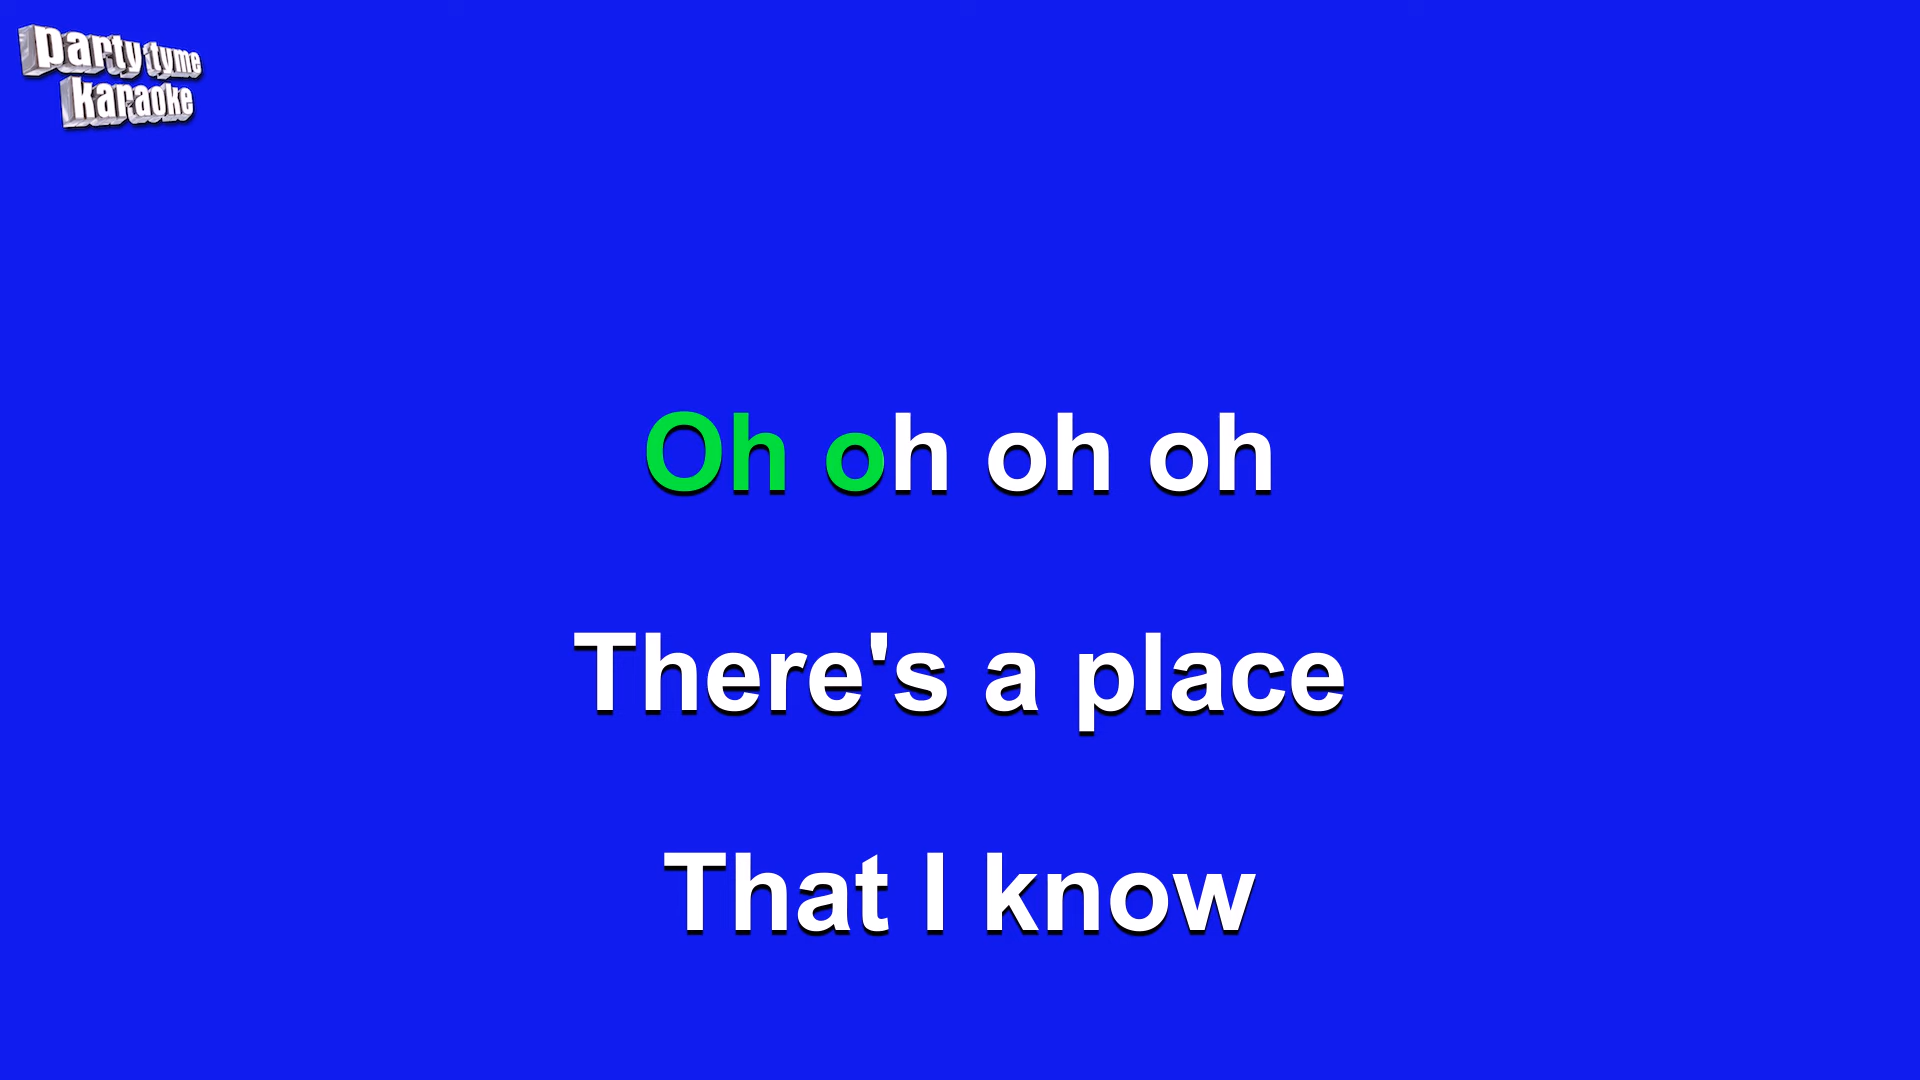 party tyme
karaoke
Oh oh oh oh
There's a place
That I know